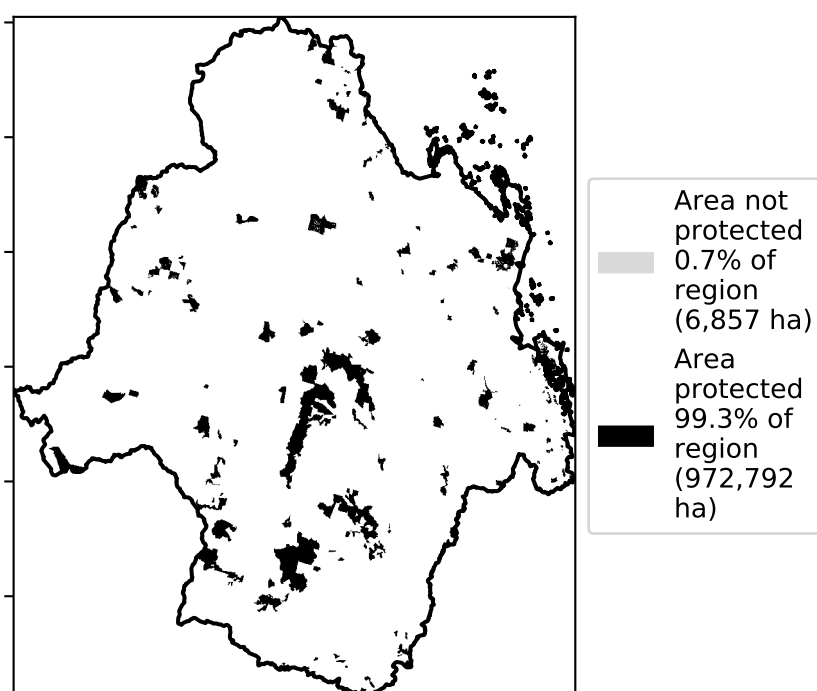 Area not
protected
0.7% of
region
(6,857 ha)
Area
protected
99.3% of
region
(972,792
ha)